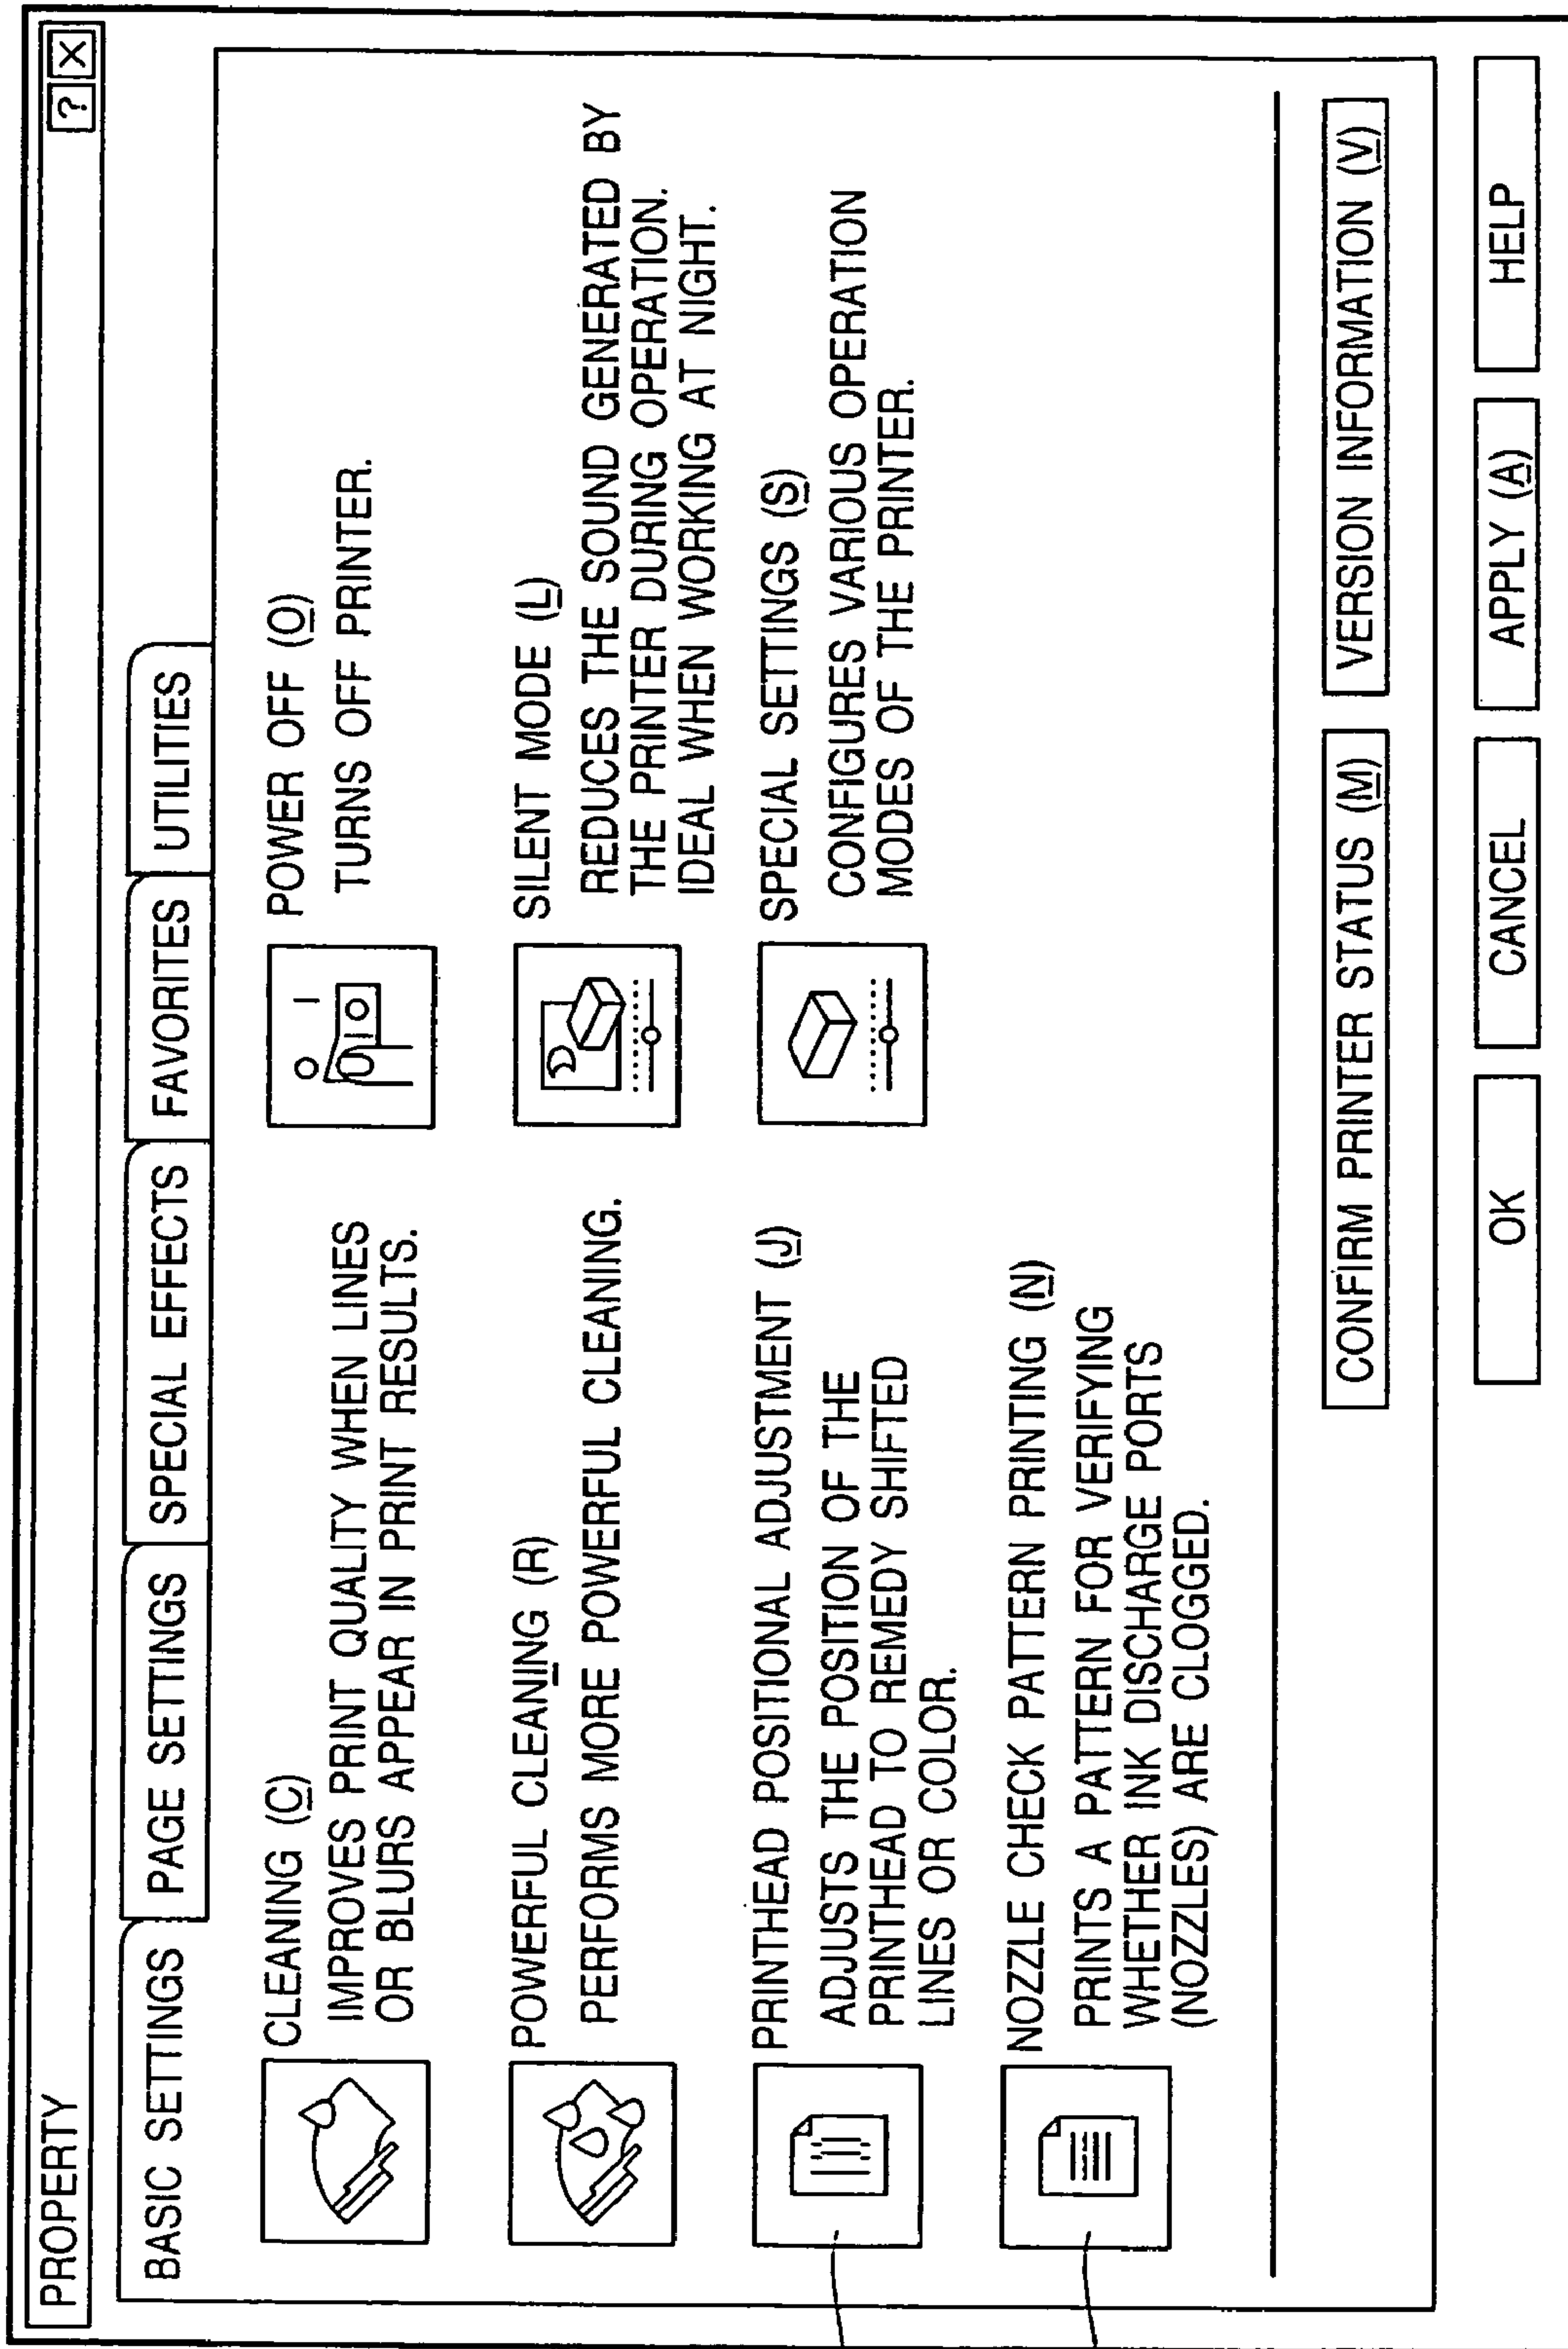 PROPERTY
? X
BASIC SETTINGS PAGE SETTINGS SPECIAL EFFECTS FAVORITES UTILITIES
CLEANING (C)
IMPROVES PRINT QUALITY WHEN LINES
OR BLURS APPEAR IN PRINT RESULTS.
POWERFUL CLEANING (R)
PERFORMS MORE POWERFUL CLEANING.
PRINTHEAD POSITIONAL ADJUSTMENT (J)
ADJUSTS THE POSITION OF THE
PRINTHEAD TO REMEDY SHIFTED
LINES OR COLOR.
NOZZLE CHECK PATTERN PRINTING (N)
PRINTS A PATTERN FOR VERIFYING
WHETHER INK DISCHARGE PORTS
(NOZZLES) ARE CLOGGED.
POWER OFF (O)
TURNS OFF PRINTER.
SILENT MODE (L)
REDUCES THE SOUND GENERATED BY
THE PRINTER DURING OPERATION.
IDEAL WHEN WORKING AT NIGHT.
SPECIAL SETTINGS (S)
CONFIGURES VARIOUS OPERATION
MODES OF THE PRINTER.
CONFIRM PRINTER STATUS (M) VERSION INFORMATION (V)
OK CANCEL APPLY (A) HELP